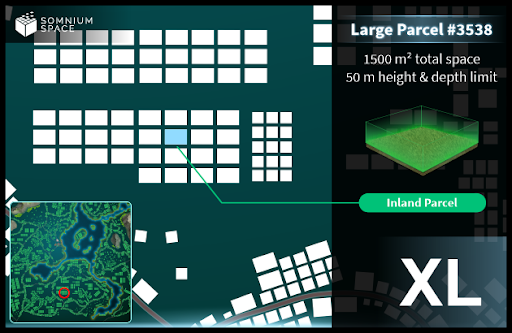 SOMNIUM
SPACE
Large Parcel #3538
1500 m² total space
50 m height & depth limit
Inland Parcel
XL